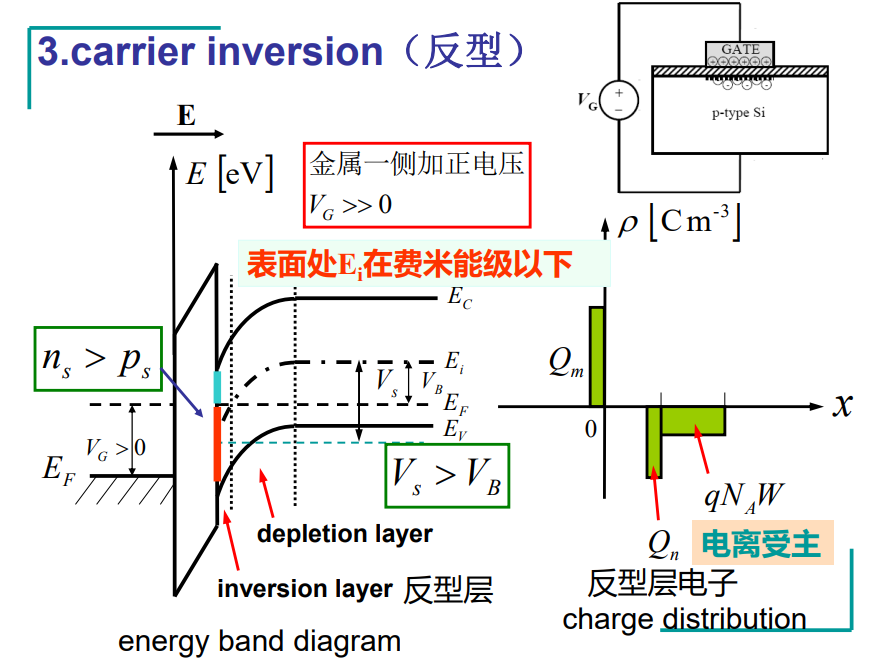 3.carrier inversion（反型）
GATE
V_G
+
−
p-type Si
E
E [eV]
金属一侧加正电压
V_G >> 0
ρ [C m^-3]
表面处E_i在费米能级以下
E_C
n_s > p_s
E_i
V_s
V_B
E_F
E_V
V_G >0
E_F
V_s > V_B
Q_m
0
x
qN_AW
depletion layer
Q_n
电离受主
inversion layer 反型层
反型层电子
charge distribution
energy band diagram